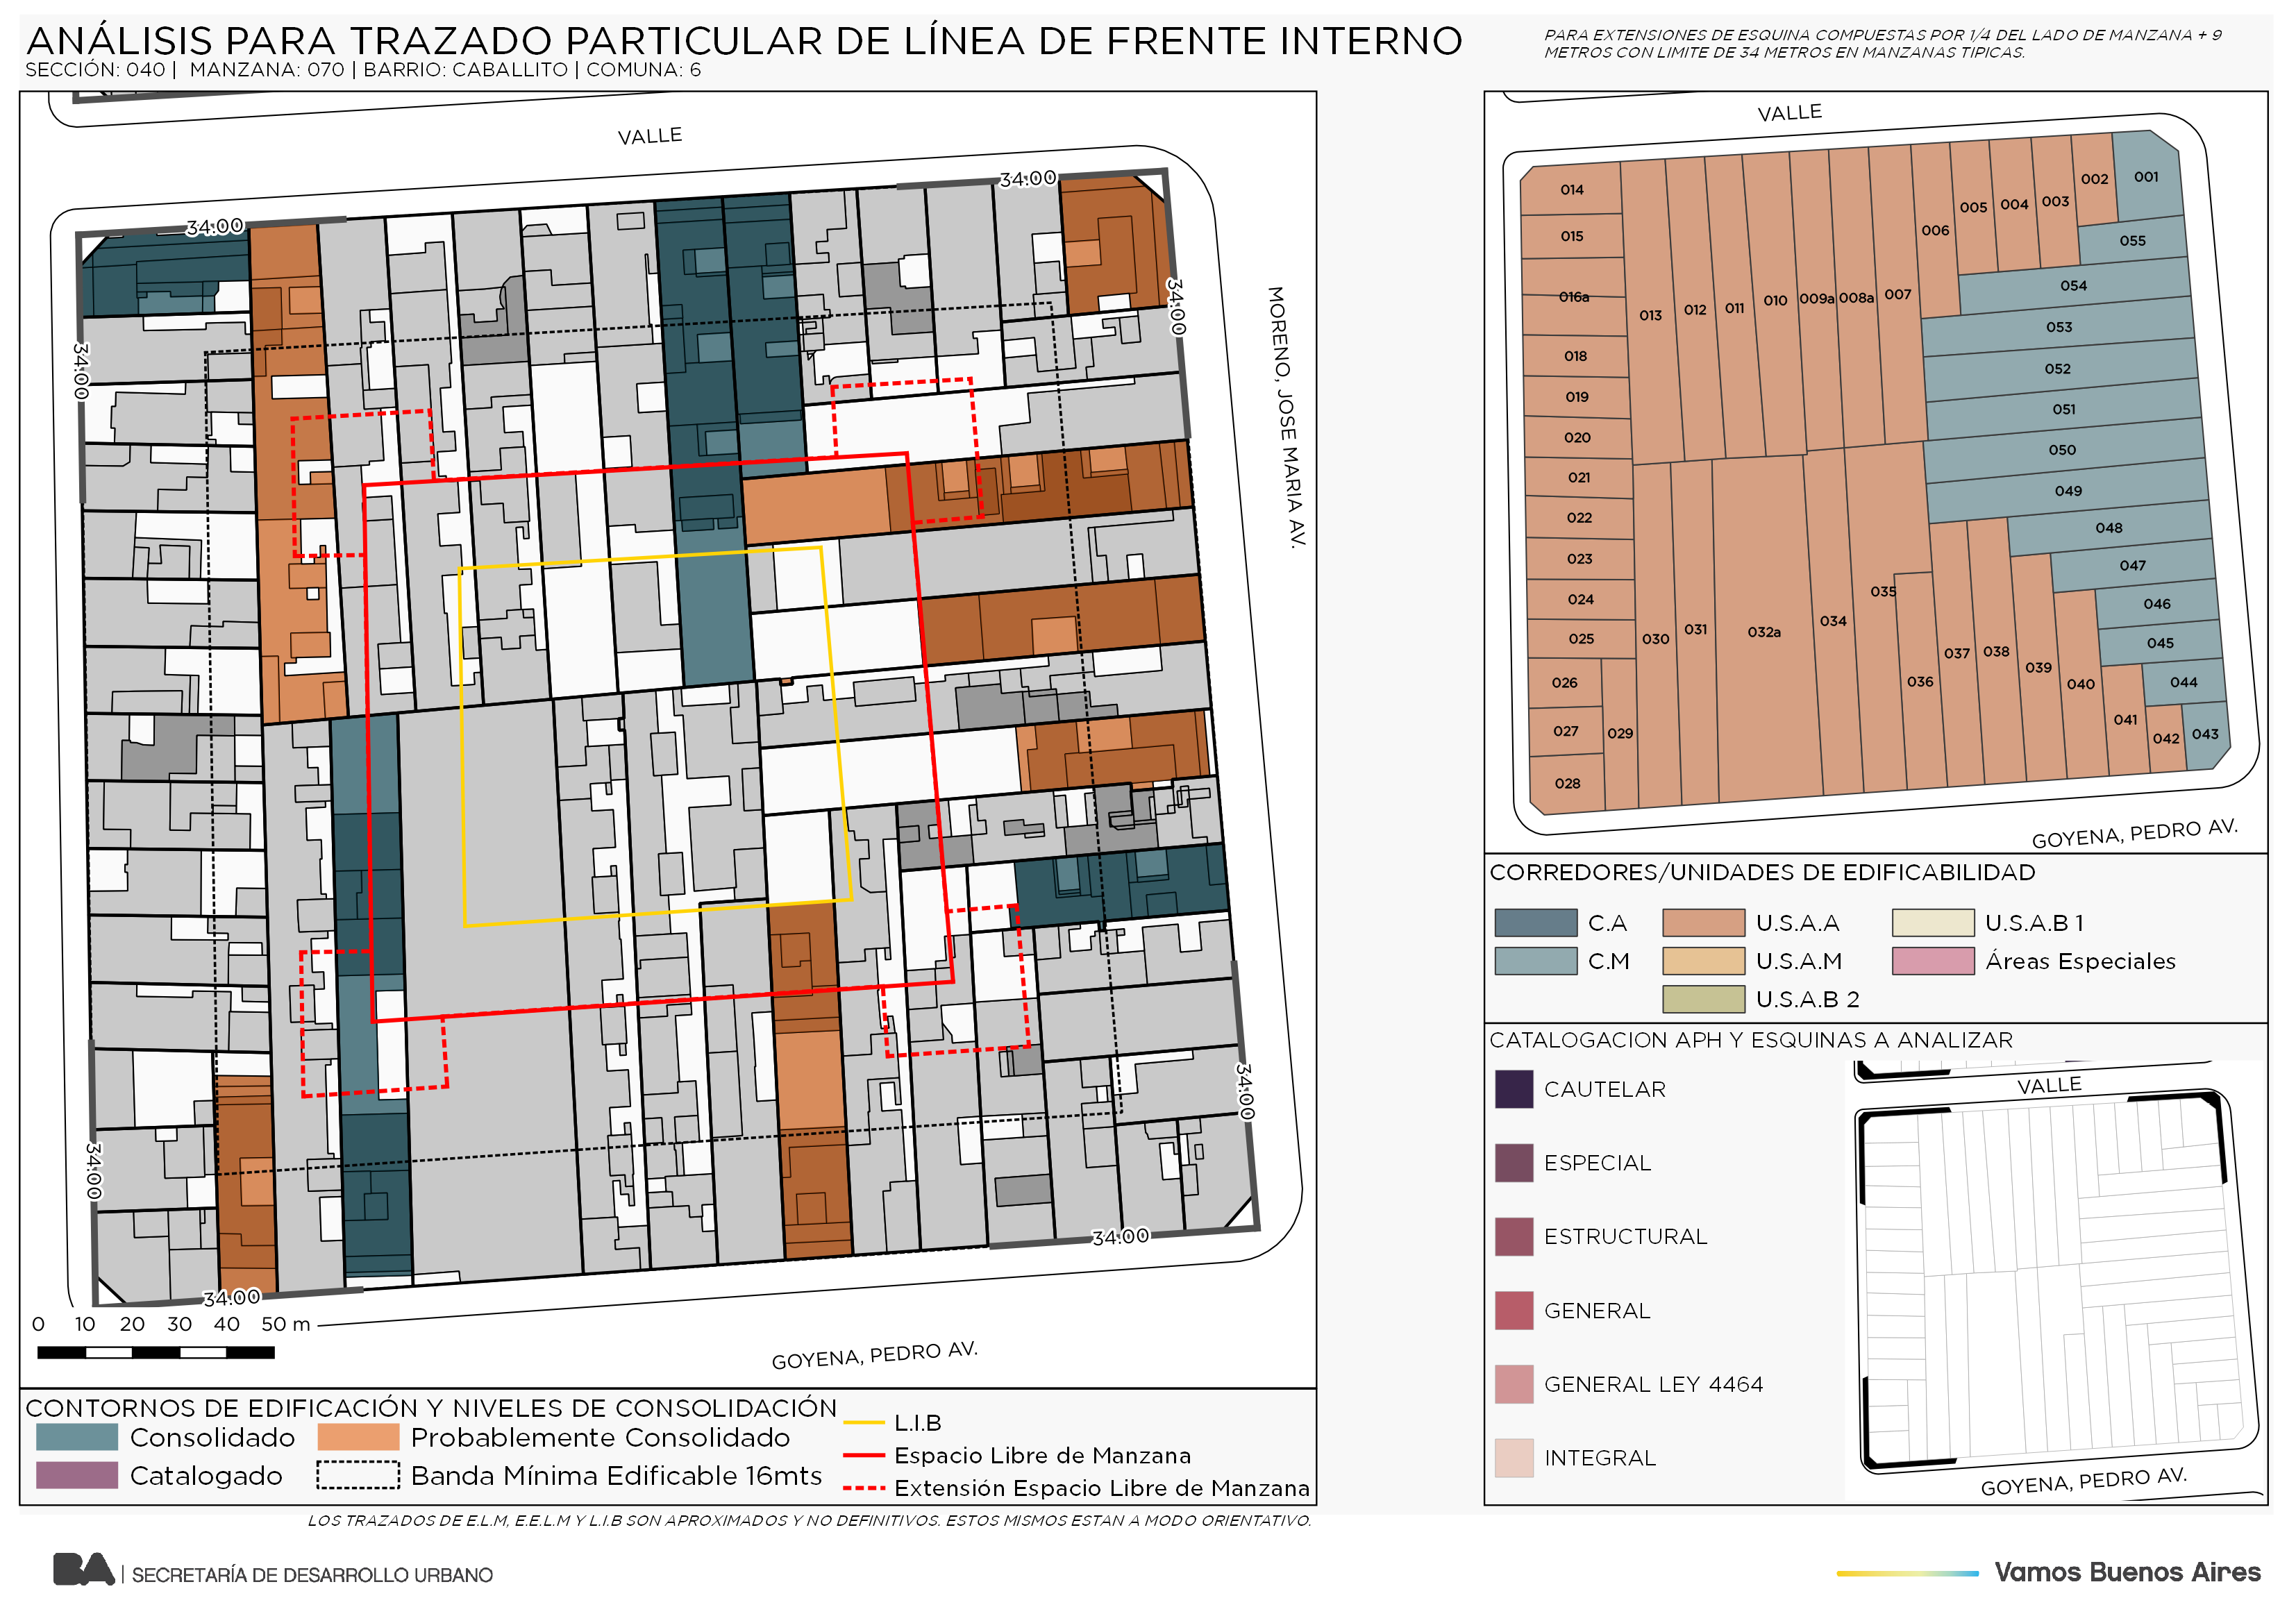 ANÁLISIS PARA TRAZADO PARTICULAR DE LÍNEA DE FRENTE INTERNO
SECCIÓN: 040 | MANZANA: 070 | BARRIO: CABALLITO | COMUNA: 6
PARA EXTENSIONES DE ESQUINA COMPUESTAS POR 1/4 DEL LADO DE MANZANA + 9
METROS CON LIMITE DE 34 METROS EN MANZANAS TIPICAS.
VALLE
34.00
34.00
34.00
34.00
MORENO, JOSE MARIA AV.
34.00
34.00
34.00
34.00
0 10 20 30 40 50 m
GOYENA, PEDRO AV.
CONTORNOS DE EDIFICACIÓN Y NIVELES DE CONSOLIDACIÓN
Consolidado
Probablemente Consolidado
Catalogado
Banda Mínima Edificable 16mts
L.I.B
Espacio Libre de Manzana
Extensión Espacio Libre de Manzana
LOS TRAZADOS DE E.L.M, E.E.L.M Y L.I.B SON APROXIMADOS Y NO DEFINITIVOS. ESTOS MISMOS ESTAN A MODO ORIENTATIVO.
VALLE
014
015
016a
018
019
020
021
022
023
024
025
026
027
028
029
013
012
011
010
009a
008a
007
006
005
004
003
002
001
055
054
053
052
051
050
049
048
047
046
045
044
043
030
031
032a
034
035
036
037
038
039
040
041
042
GOYENA, PEDRO AV.
CORREDORES/UNIDADES DE EDIFICABILIDAD
C.A
U.S.A.A
U.S.A.B 1
C.M
U.S.A.M
Áreas Especiales
U.S.A.B 2
CATALOGACION APH Y ESQUINAS A ANALIZAR
CAUTELAR
ESPECIAL
ESTRUCTURAL
GENERAL
GENERAL LEY 4464
INTEGRAL
VALLE
GOYENA, PEDRO AV.
BA | SECRETARÍA DE DESARROLLO URBANO
Vamos Buenos Aires